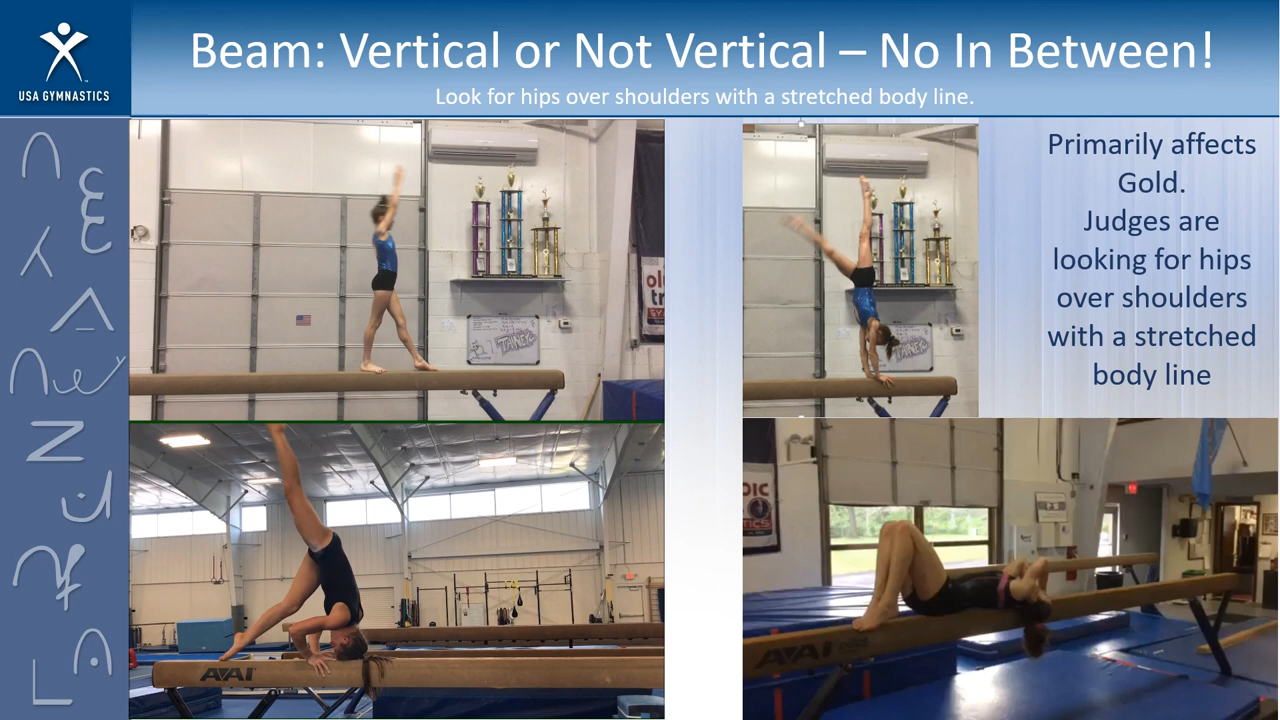 USA GYMNASTICS
Beam: Vertical or Not Vertical – No In Between!
Look for hips over shoulders with a stretched body line.
Primarily affects
Gold.
Judges are
looking for hips
over shoulders
with a stretched
body line
AAI